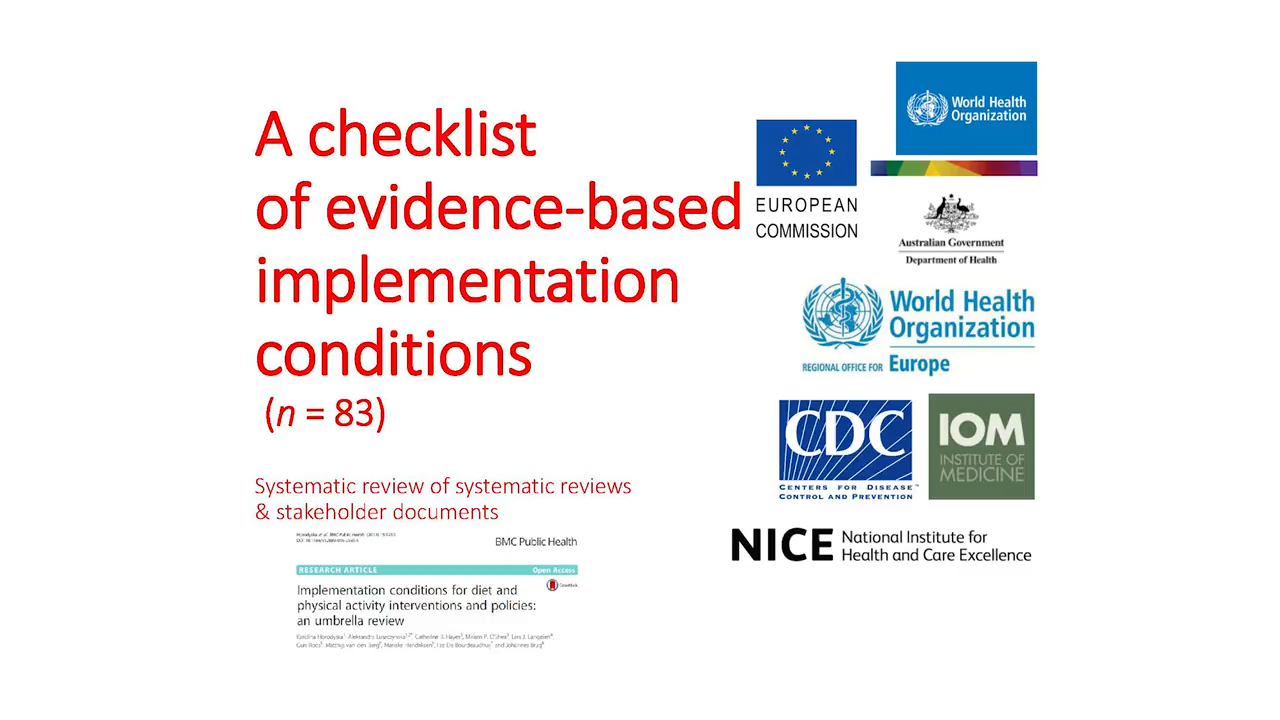 A checklist
of evidence-based
implementation
conditions
(n = 83)
Systematic review of systematic reviews
& stakeholder documents
BMC Public Health
RESEARCH ARTICLE
Open Access
Implementation conditions for diet and
physical activity interventions and policies:
an umbrella review
World Health
Organization
EUROPEAN
COMMISSION
Australian Government
Department of Health
World Health
Organization
REGIONAL OFFICE FOR Europe
CDC
CENTERS FOR DISEASE™
CONTROL AND PREVENTION
IOM
INSTITUTE OF
MEDICINE
NICE National Institute for
Health and Care Excellence